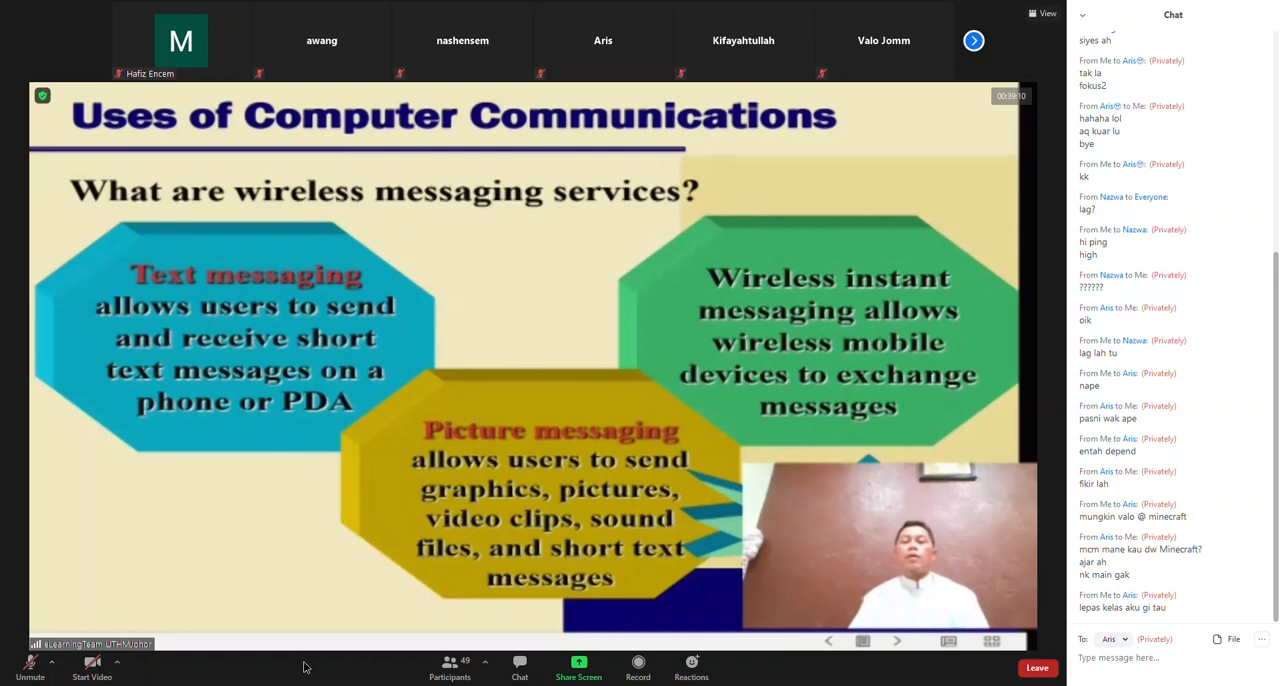 M
awang
nashensem
Aris
Kifayahtullah
Valo Jomm
View
Hafiz Encem
00:39:10
Uses of Computer Communications
What are wireless messaging services?
Text messaging
allows users to send
and receive short
text messages on a
phone or PDA
Picture messaging
allows users to send
graphics, pictures,
video clips, sound
files, and short text
messages
Wireless instant
messaging allows
wireless mobile
devices to exchange
messages
eLearningTeam UTHMJohor
Unmute
Start Video
49
Participants
Chat
Share Screen
Record
Reactions
Leave
Chat
siyes ah
From Me to Aris🥺: (Privately)
tak la
fokus2
From Aris🥺 to Me: (Privately)
hahaha lol
aq kuar lu
bye
From Me to Aris🥺: (Privately)
kk
From Nazwa to Everyone:
lag?
From Me to Nazwa: (Privately)
hi ping
high
From Nazwa to Me: (Privately)
??????
From Aris to Me: (Privately)
oik
From Me to Nazwa: (Privately)
lag lah tu
From Me to Aris: (Privately)
nape
From Aris to Me: (Privately)
pasni wak ape
From Me to Aris: (Privately)
entah depend
From Aris to Me: (Privately)
fikir lah
From Me to Aris: (Privately)
mungkin valo @ minecraft
From Aris to Me: (Privately)
mcm mane kau dw Minecraft?
ajar ah
nk main gak
From Me to Aris: (Privately)
lepas kelas aku gi tau
To: Aris (Privately)
File
Type message here...